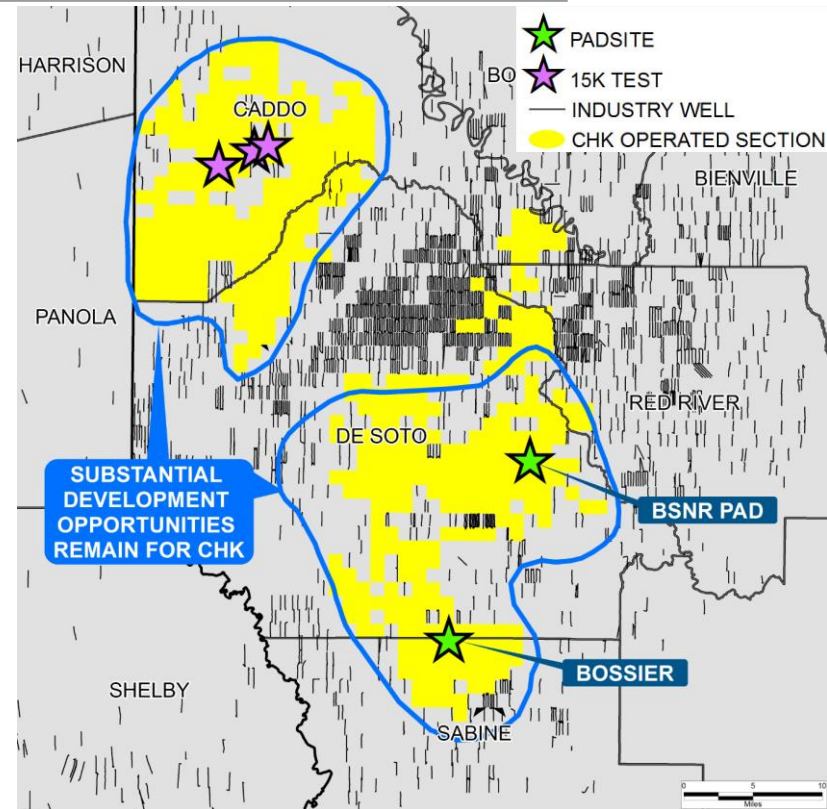 PADSITE
15K TEST
INDUSTRY WELL
CHK OPERATED SECTION
HARRISON
CADDO
BO
BIENVILLE
PANOLA
RED RIVER
DE SOTO
SUBSTANTIAL
DEVELOPMENT
OPPORTUNITIES
REMAIN FOR CHK
BSNR PAD
BOSSIER
SHELBY
SABINE
0 5 10
Miles